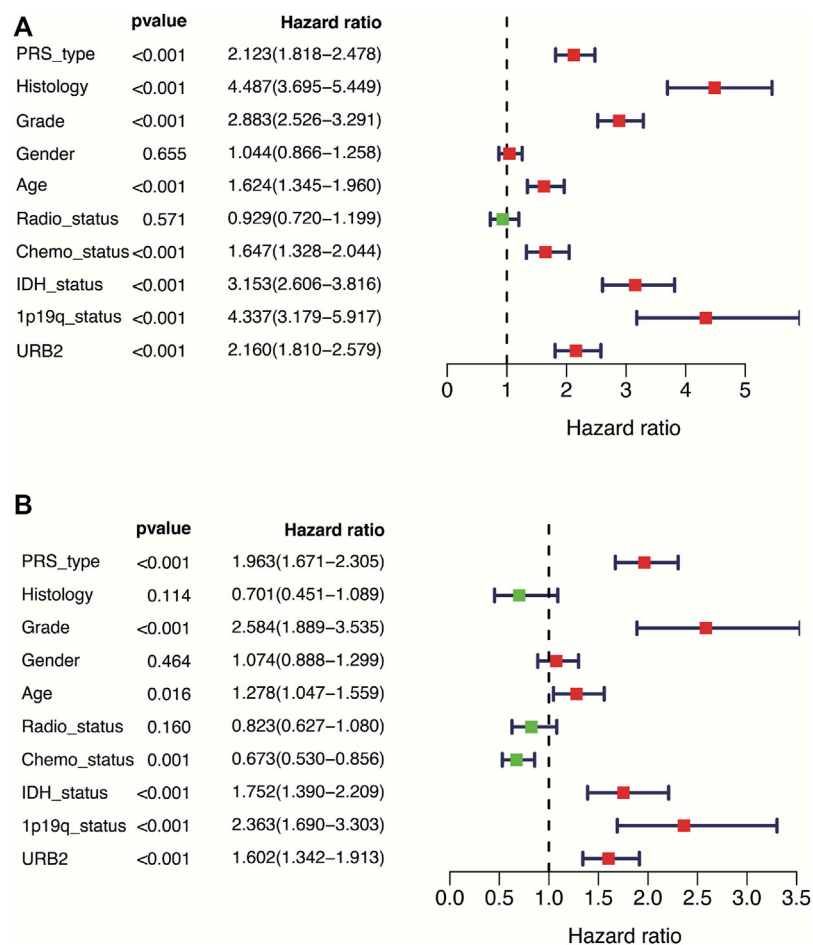 A
pvalue Hazard ratio
PRS_type <0.001 2.123(1.818−2.478)
Histology <0.001 4.487(3.695−5.449)
Grade <0.001 2.883(2.526−3.291)
Gender 0.655 1.044(0.866−1.258)
Age <0.001 1.624(1.345−1.960)
Radio_status 0.571 0.929(0.720−1.199)
Chemo_status <0.001 1.647(1.328−2.044)
IDH_status <0.001 3.153(2.606−3.816)
1p19q_status <0.001 4.337(3.179−5.917)
URB2 <0.001 2.160(1.810−2.579)
0 1 2 3 4 5
Hazard ratio
B
pvalue Hazard ratio
PRS_type <0.001 1.963(1.671−2.305)
Histology 0.114 0.701(0.451−1.089)
Grade <0.001 2.584(1.889−3.535)
Gender 0.464 1.074(0.888−1.299)
Age 0.016 1.278(1.047−1.559)
Radio_status 0.160 0.823(0.627−1.080)
Chemo_status 0.001 0.673(0.530−0.856)
IDH_status <0.001 1.752(1.390−2.209)
1p19q_status <0.001 2.363(1.690−3.303)
URB2 <0.001 1.602(1.342−1.913)
0.0 0.5 1.0 1.5 2.0 2.5 3.0 3.5
Hazard ratio